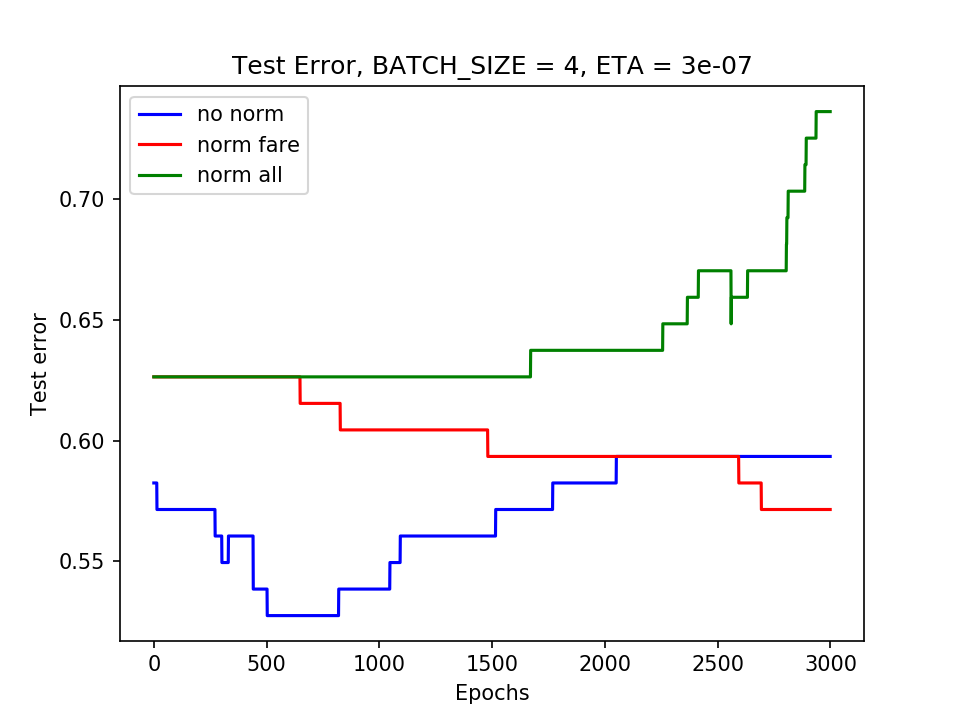 Test Error, BATCH_SIZE = 4, ETA = 3e-07
no norm
norm fare
norm all
0.70
0.65
0.60
0.55
Test error
0 500 1000 1500 2000 2500 3000
Epochs